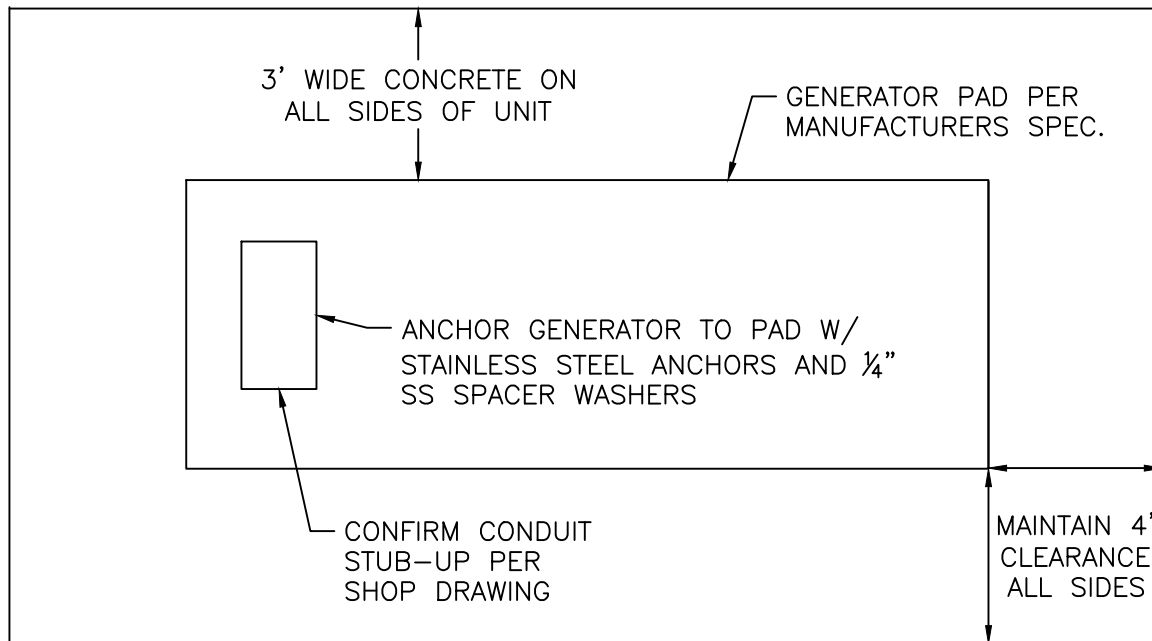 3' WIDE CONCRETE ON
ALL SIDES OF UNIT
GENERATOR PAD PER
MANUFACTURERS SPEC.
ANCHOR GENERATOR TO PAD W/
STAINLESS STEEL ANCHORS AND ¼"
SS SPACER WASHERS
CONFIRM CONDUIT
STUB-UP PER
SHOP DRAWING
MAINTAIN 4'
CLEARANCE
ALL SIDES